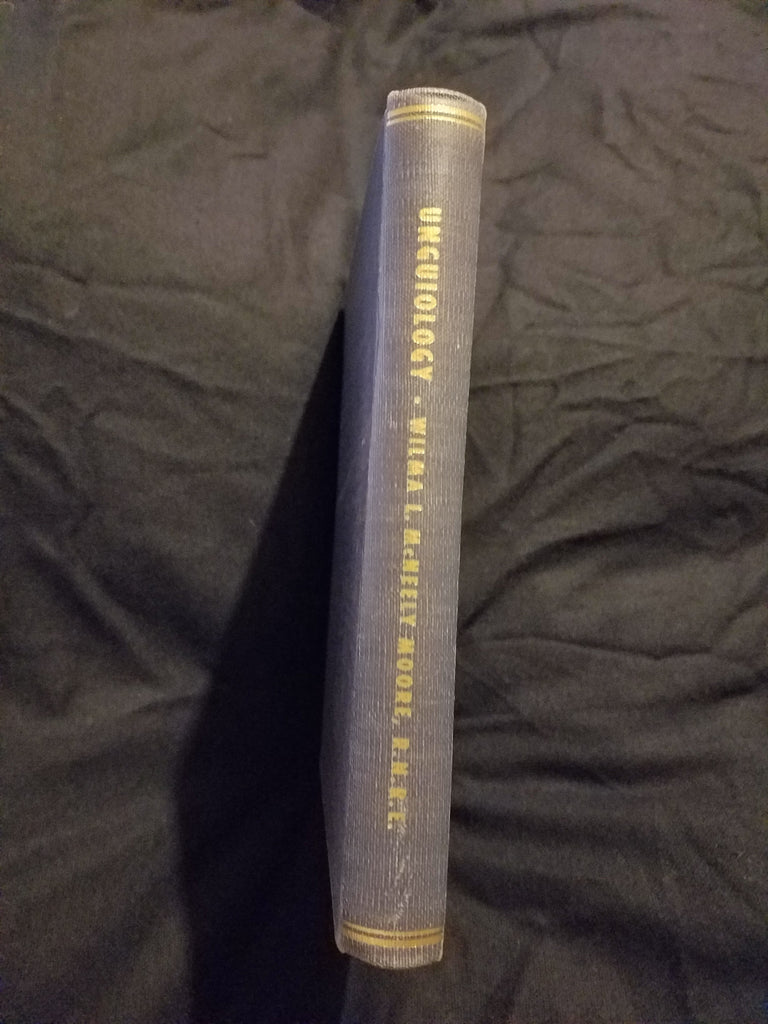 UNGUIOLOGY · WILMA L. McNEELY MOORE, R.N.R.E.